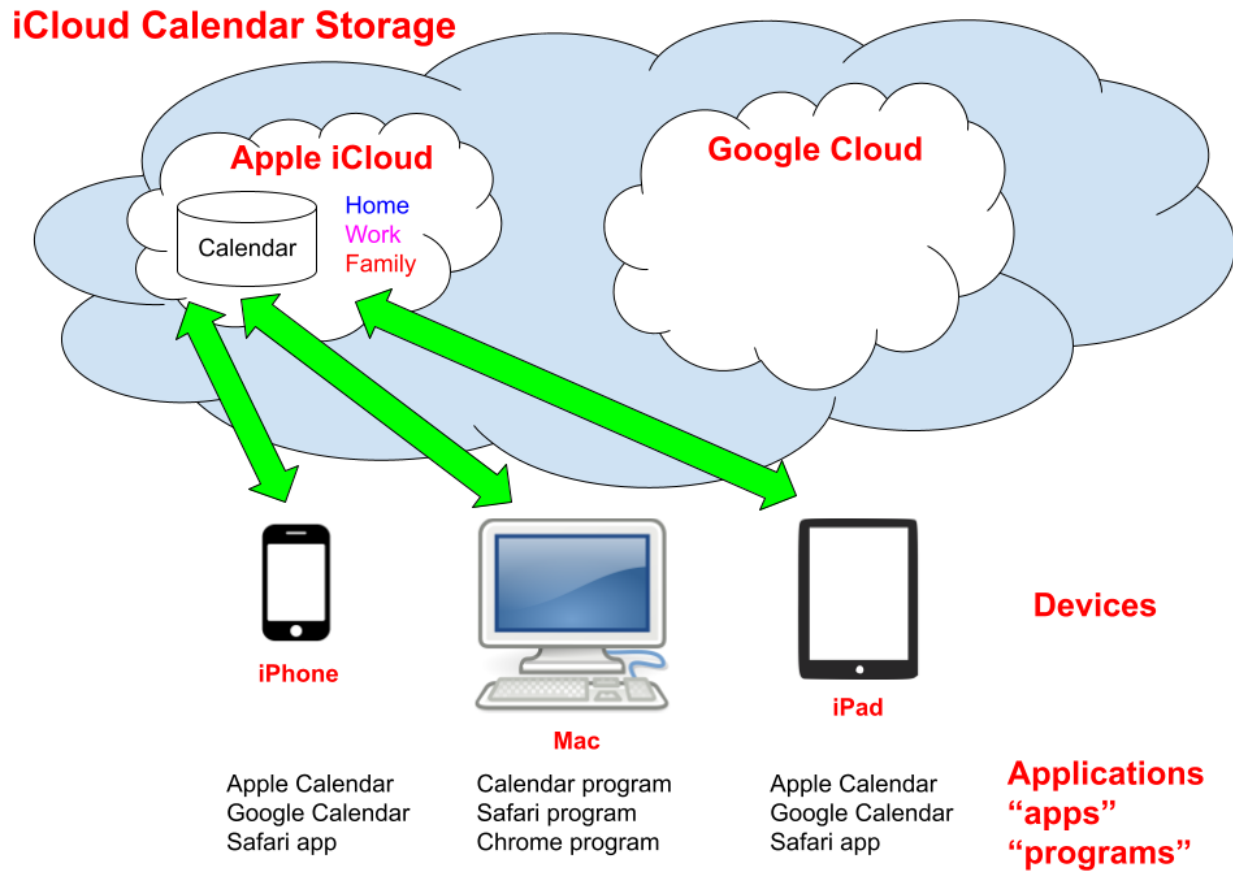 iCloud Calendar Storage
Apple iCloud
Google Cloud
Calendar
Home
Work
Family
Devices
iPhone
Mac
iPad
Apple Calendar
Google Calendar
Safari app
Calendar program
Safari program
Chrome program
Apple Calendar
Google Calendar
Safari app
Applications
“apps”
“programs”